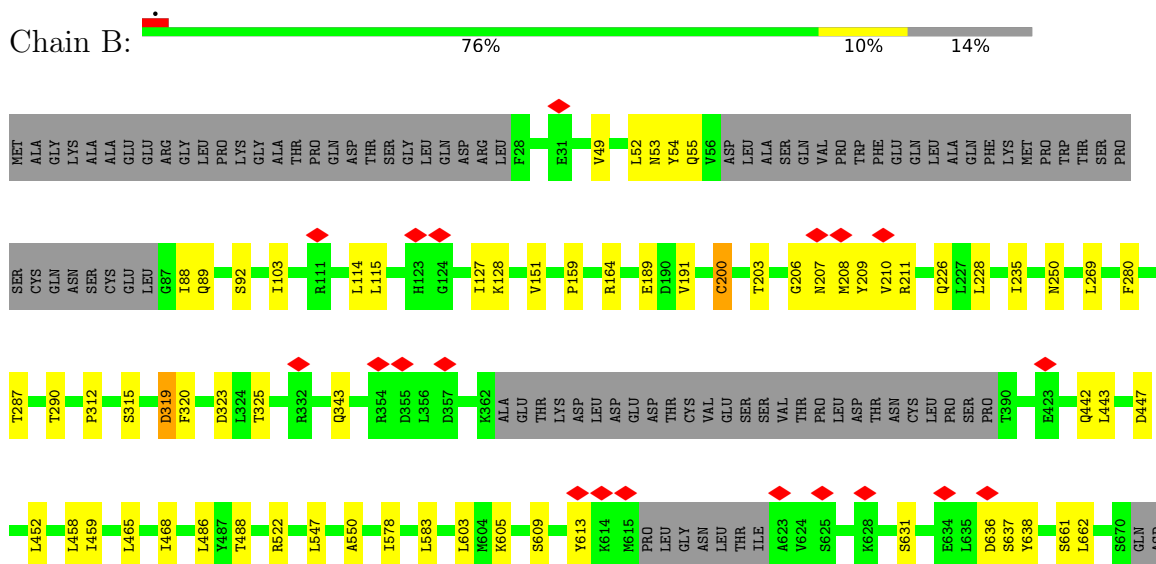 Chain B:
76% 10% 14%
MET ALA GLY LYS ALA ALA GLU GLU ARG GLY LEU PRO LYS GLY ALA THR PRO GLN ASP THR SER GLY LEU GLN ASP ARG LEU F28 E31 V49 L52 N53 Y54 Q55 V56 ASP LEU ALA SER GLN VAL PRO TRP PHE GLU GLN LEU ALA GLN PHE LYS MET PRO TRP THR THR SER PRO
SER CYS GLN ASN SER CYS GLU LEU G87 I88 Q89 S92 I103 R111 L114 L115 H123 G124 I127 K128 V151 P159 R164 E189 D190 V191 C200 T203 G206 N207 M208 Y209 V210 R211 Q226 L227 L228 I235 N250 L269 F280
T287 T290 P312 S315 D319 F320 D323 L324 T325 R332 Q343 R354 D355 L356 D357 K362 ALA GLU THR LYS ASP LEU ASP GLU ASP THR CYS VAL GLU SER SER VAL THR PRO LEU ASP THR ASN CYS LEU PRO SER PRO T390 E423 Q442 L443 D447
L452 L458 I459 L465 I468 L486 Y487 T488 R522 L547 A550 I578 L583 L603 M604 K605 S609 Y613 K614 M615 PRO LEU GLY ASN LEU THR ILE A623 V624 S625 K628 S631 E634 L635 D636 S637 Y638 S661 L662 S670 GLN